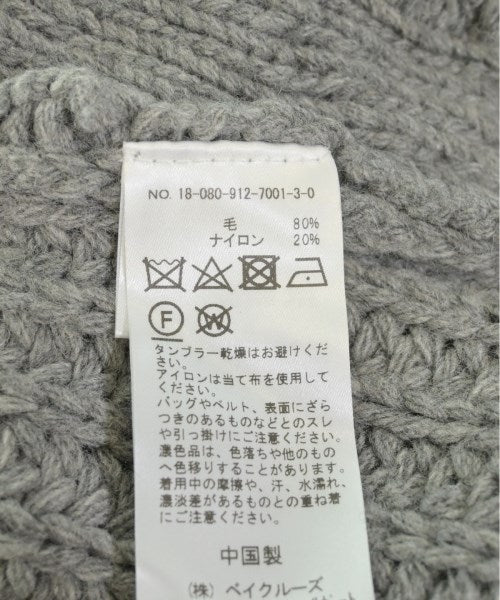 NO. 18-080-912-7001-3-0
毛 80%
ナイロン 20%
F
W
タンブラー乾燥はお避けくだ
さい。
アイロンは当て布を使用して
ください。
バッグやベルト、表面にざら
つきのあるものなどとのスレ
や引っ掛けにご注意ください。
濃色品は、色落ちや他のもの
へ色移りすることがあります。
着用中の摩擦や、汗、水濡れ、
濃淡差があるものとの重ね着
にご注意ください。
中国製
(株) ベイクルーズ